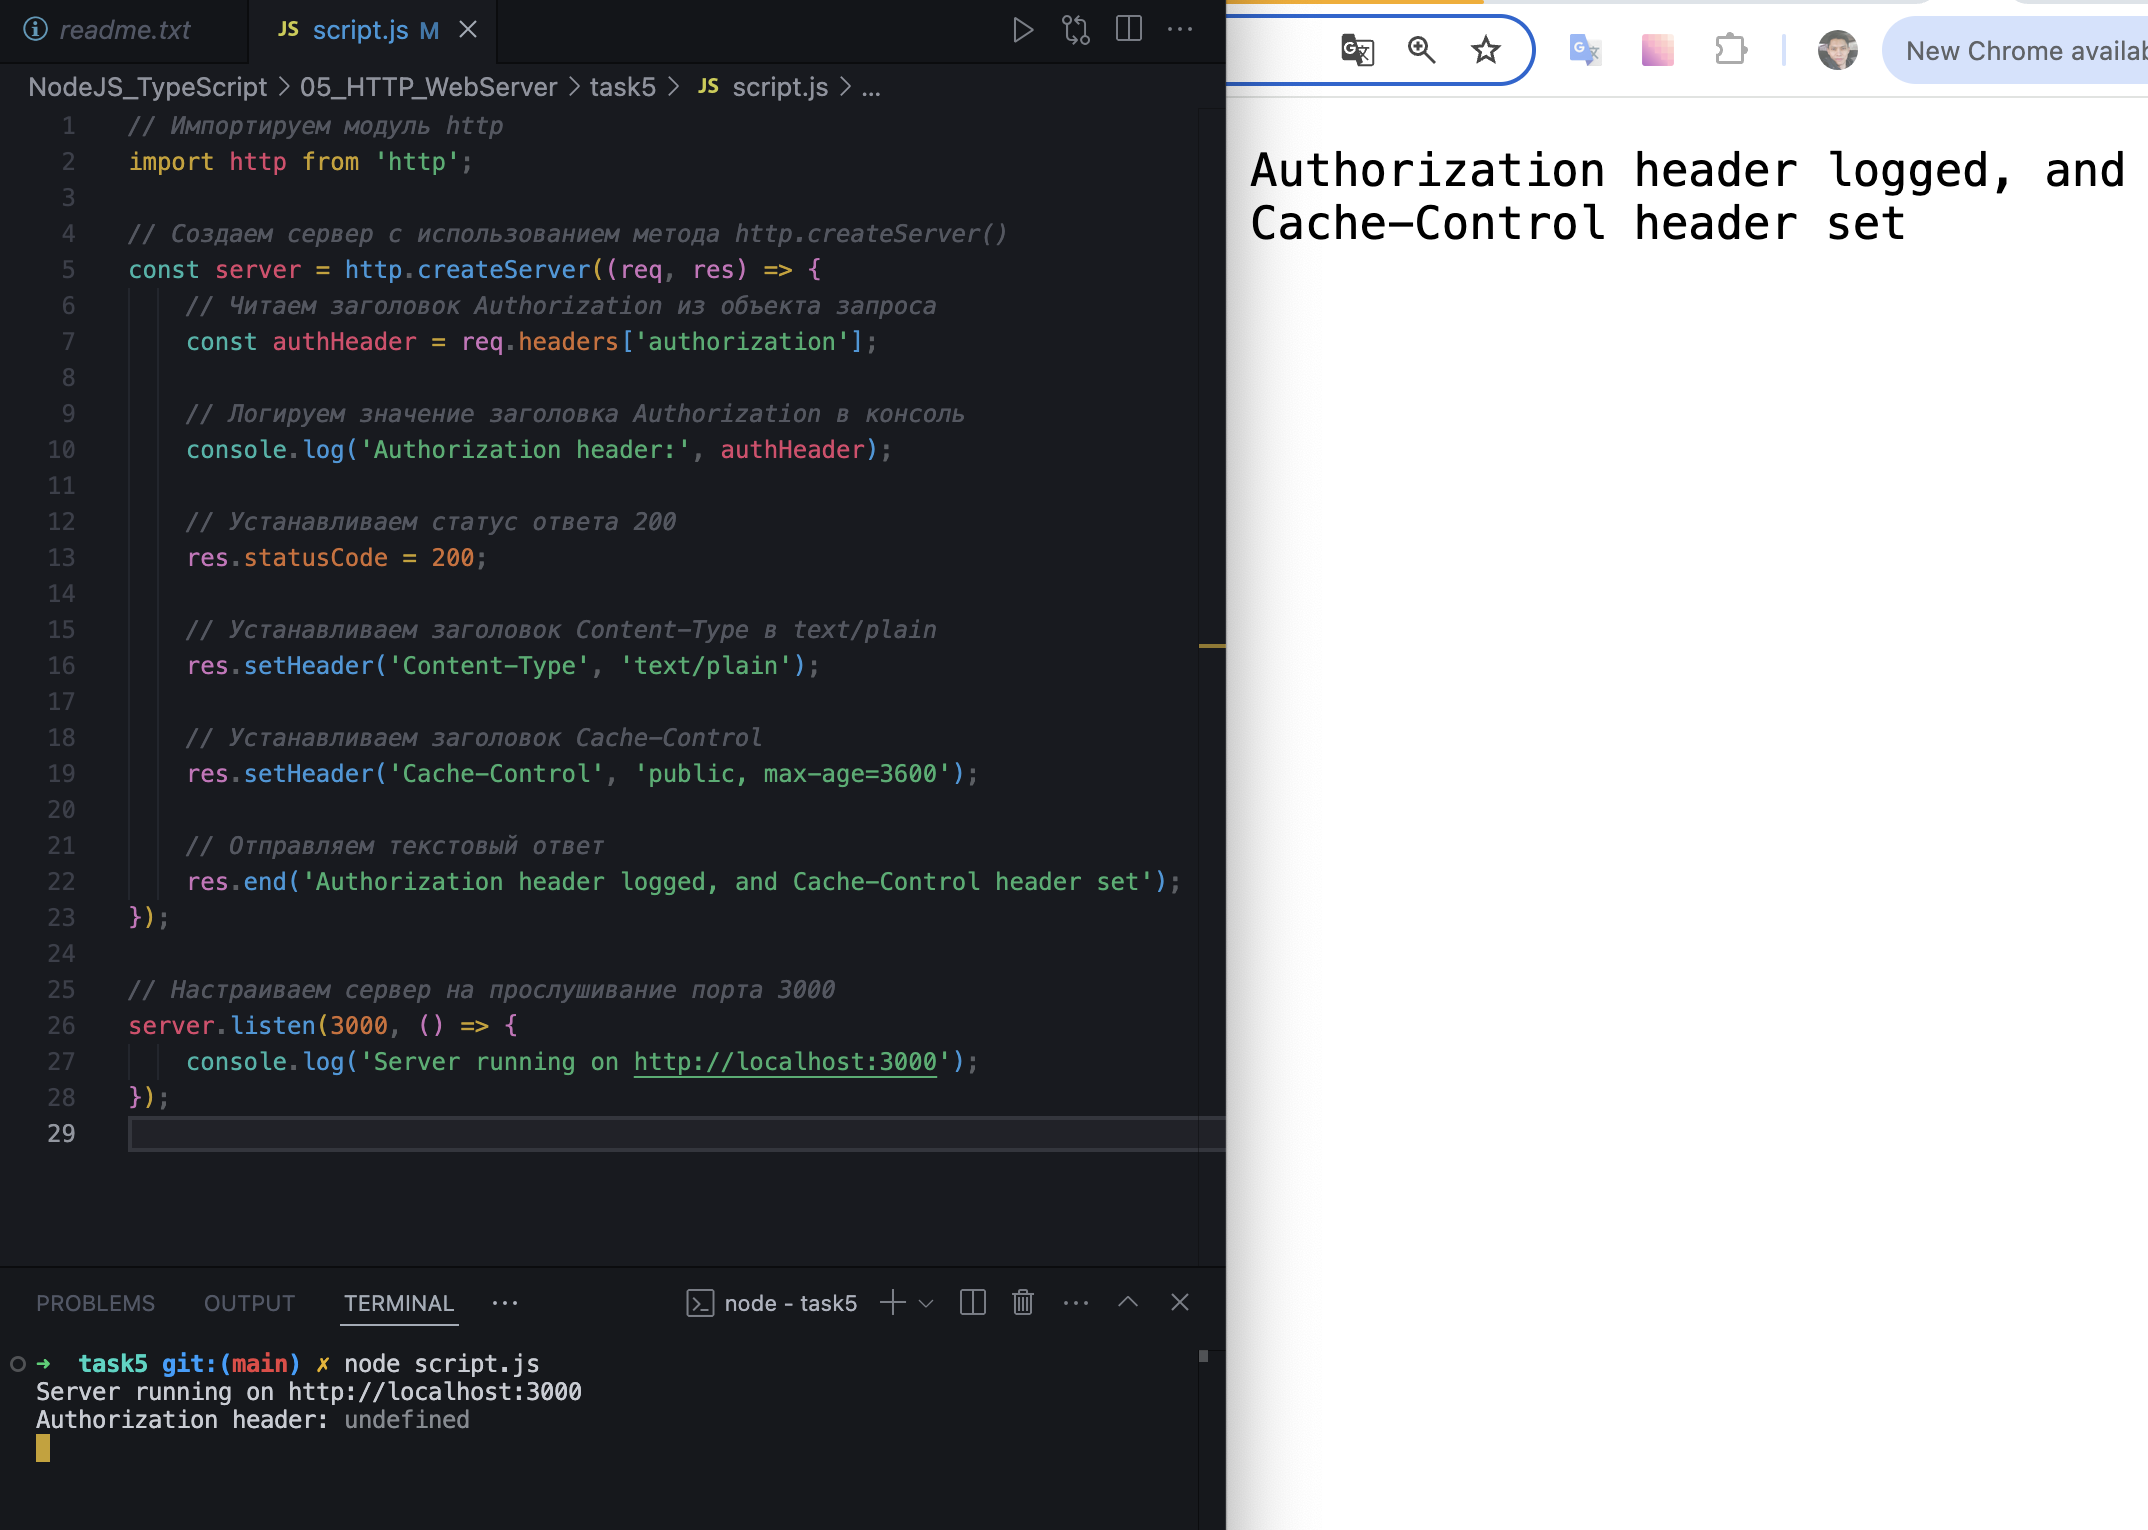 readme.txt
JS script.js M
NodeJS_TypeScript > 05_HTTP_WebServer > task5 > JS script.js > ...
1 // Импортируем модуль http
2 import http from 'http';
3
4 // Создаем сервер с использованием метода http.createServer()
5 const server = http.createServer((req, res) => {
6 // Читаем заголовок Authorization из объекта запроса
7 const authHeader = req.headers['authorization'];
8
9 // Логируем значение заголовка Authorization в консоль
10 console.log('Authorization header:', authHeader);
11
12 // Устанавливаем статус ответа 200
13 res.statusCode = 200;
14
15 // Устанавливаем заголовок Content-Type в text/plain
16 res.setHeader('Content-Type', 'text/plain');
17
18 // Устанавливаем заголовок Cache-Control
19 res.setHeader('Cache-Control', 'public, max-age=3600');
20
21 // Отправляем текстовый ответ
22 res.end('Authorization header logged, and Cache-Control header set');
23 });
24
25 // Настраиваем сервер на прослушивание порта 3000
26 server.listen(3000, () => {
27 console.log('Server running on http://localhost:3000');
28 });
29
PROBLEMS OUTPUT TERMINAL ... node - task5
➜ task5 git:(main) ✗ node script.js
Server running on http://localhost:3000
Authorization header: undefined
New Chrome availab
Authorization header logged, and
Cache-Control header set